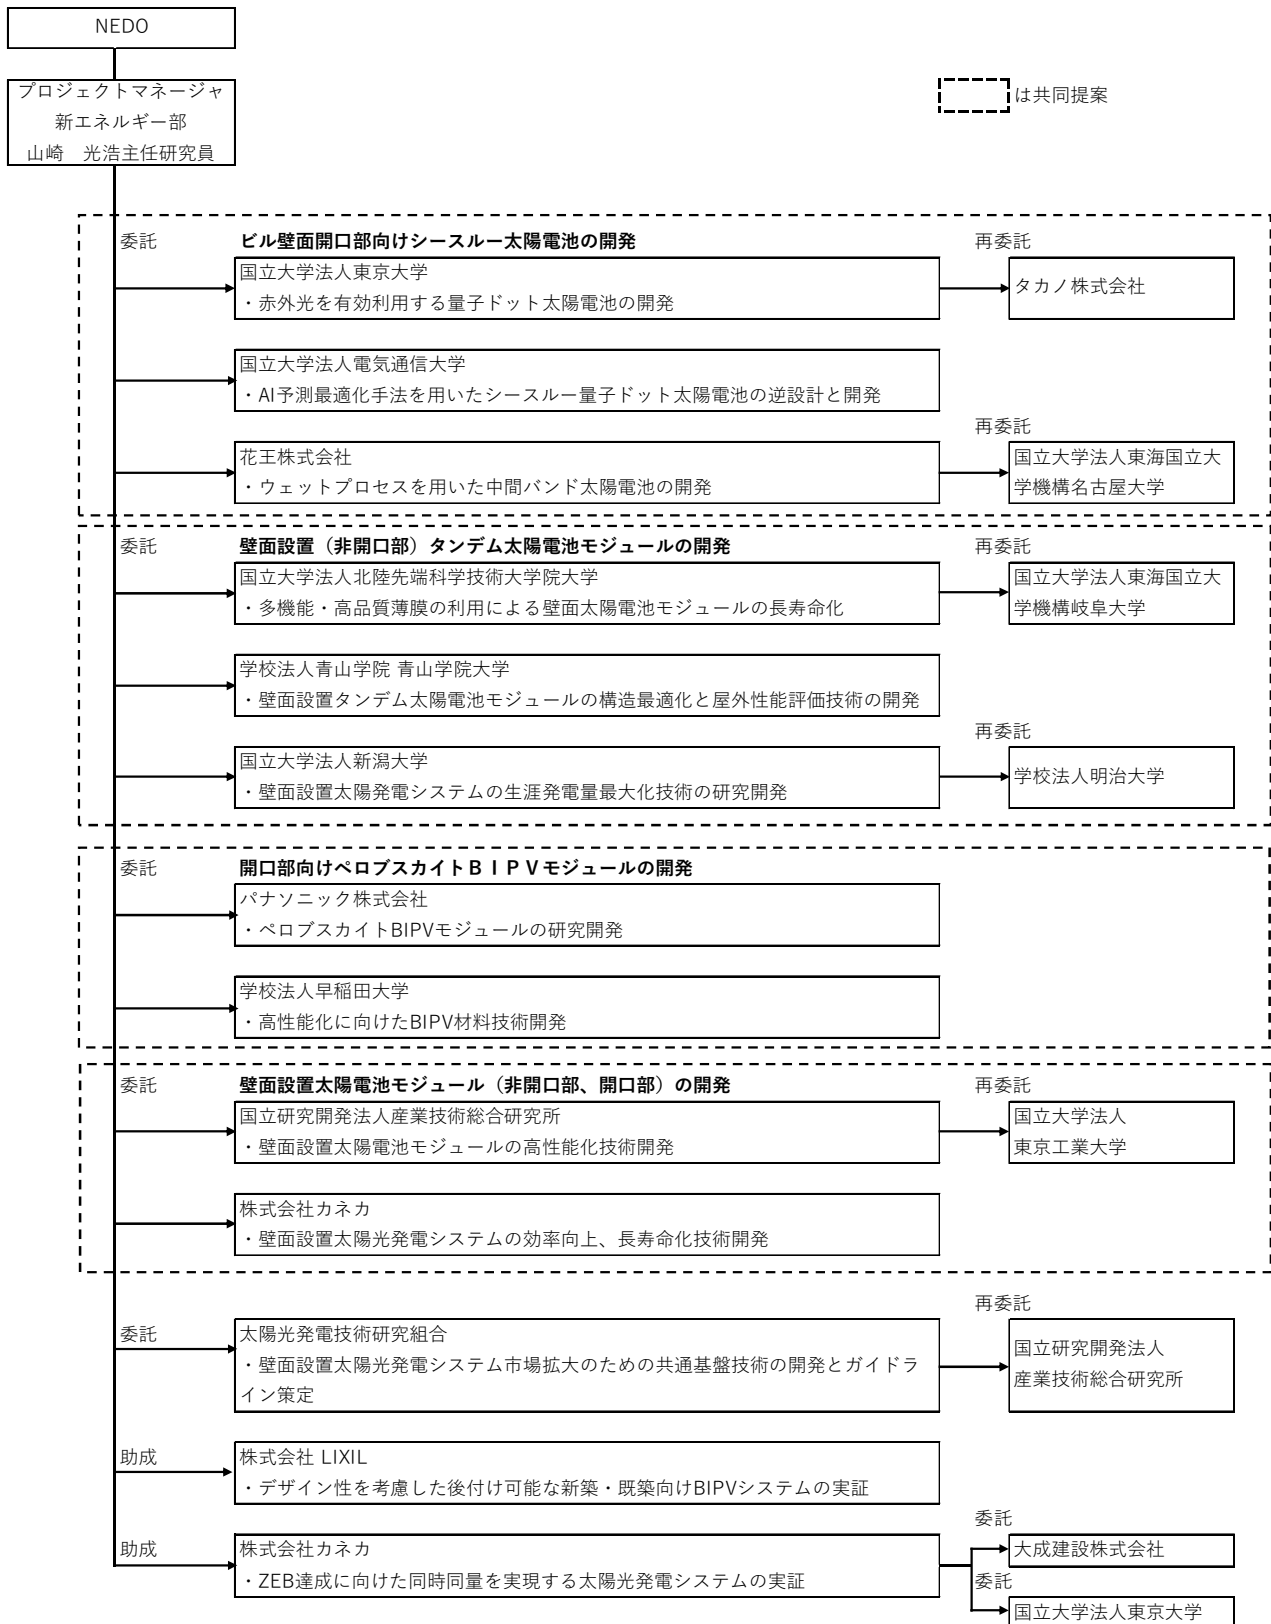 NEDO
プロジェクトマネージャ
新エネルギー部
山崎　光浩主任研究員
は共同提案
委託
ビル壁面開口部向けシースルー太陽電池の開発
再委託
国立大学法人東京大学
・赤外光を有効利用する量子ドット太陽電池の開発
タカノ株式会社
国立大学法人電気通信大学
・AI予測最適化手法を用いたシースルー量子ドット太陽電池の逆設計と開発
再委託
花王株式会社
・ウェットプロセスを用いた中間バンド太陽電池の開発
国立大学法人東海国立大
学機構名古屋大学
委託
壁面設置（非開口部）タンデム太陽電池モジュールの開発
再委託
国立大学法人北陸先端科学技術大学院大学
・多機能・高品質薄膜の利用による壁面太陽電池モジュールの長寿命化
国立大学法人東海国立大
学機構岐阜大学
学校法人青山学院 青山学院大学
・壁面設置タンデム太陽電池モジュールの構造最適化と屋外性能評価技術の開発
再委託
国立大学法人新潟大学
・壁面設置太陽発電システムの生涯発電量最大化技術の研究開発
学校法人明治大学
委託
開口部向けペロブスカイトＢＩＰＶモジュールの開発
パナソニック株式会社
・ペロブスカイトBIPVモジュールの研究開発
学校法人早稲田大学
・高性能化に向けたBIPV材料技術開発
委託
壁面設置太陽電池モジュール（非開口部、開口部）の開発
再委託
国立研究開発法人産業技術総合研究所
・壁面設置太陽電池モジュールの高性能化技術開発
国立大学法人
東京工業大学
株式会社カネカ
・壁面設置太陽光発電システムの効率向上、長寿命化技術開発
再委託
委託
太陽光発電技術研究組合
・壁面設置太陽光発電システム市場拡大のための共通基盤技術の開発とガイドラ
イン策定
国立研究開発法人
産業技術総合研究所
助成
株式会社 LIXIL
・デザイン性を考慮した後付け可能な新築・既築向けBIPVシステムの実証
委託
助成
株式会社カネカ
・ZEB達成に向けた同時同量を実現する太陽光発電システムの実証
大成建設株式会社
委託
国立大学法人東京大学